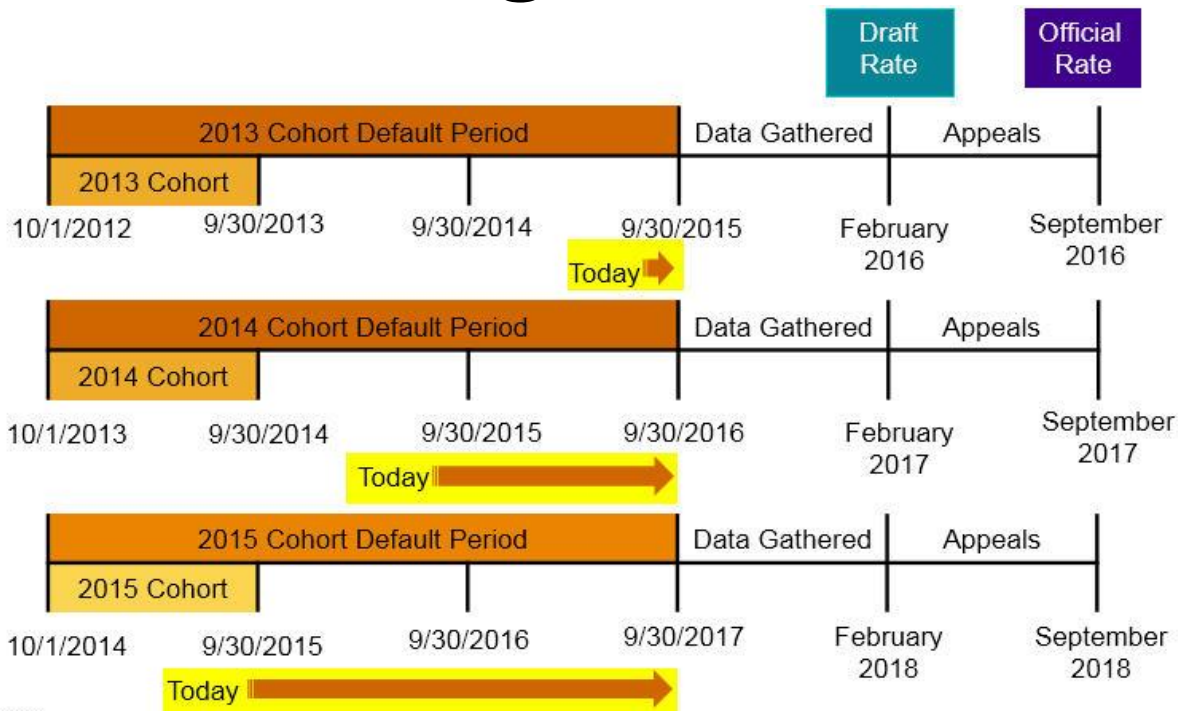 Draft
Rate
Official
Rate
2013 Cohort Default Period
Data Gathered
Appeals
2013 Cohort
10/1/2012
9/30/2013
9/30/2014
9/30/2015
February
2016
September
2016
Today
2014 Cohort Default Period
Data Gathered
Appeals
2014 Cohort
10/1/2013
9/30/2014
9/30/2015
9/30/2016
February
2017
September
2017
Today
2015 Cohort Default Period
Data Gathered
Appeals
2015 Cohort
10/1/2014
9/30/2015
9/30/2016
9/30/2017
February
2018
September
2018
Today